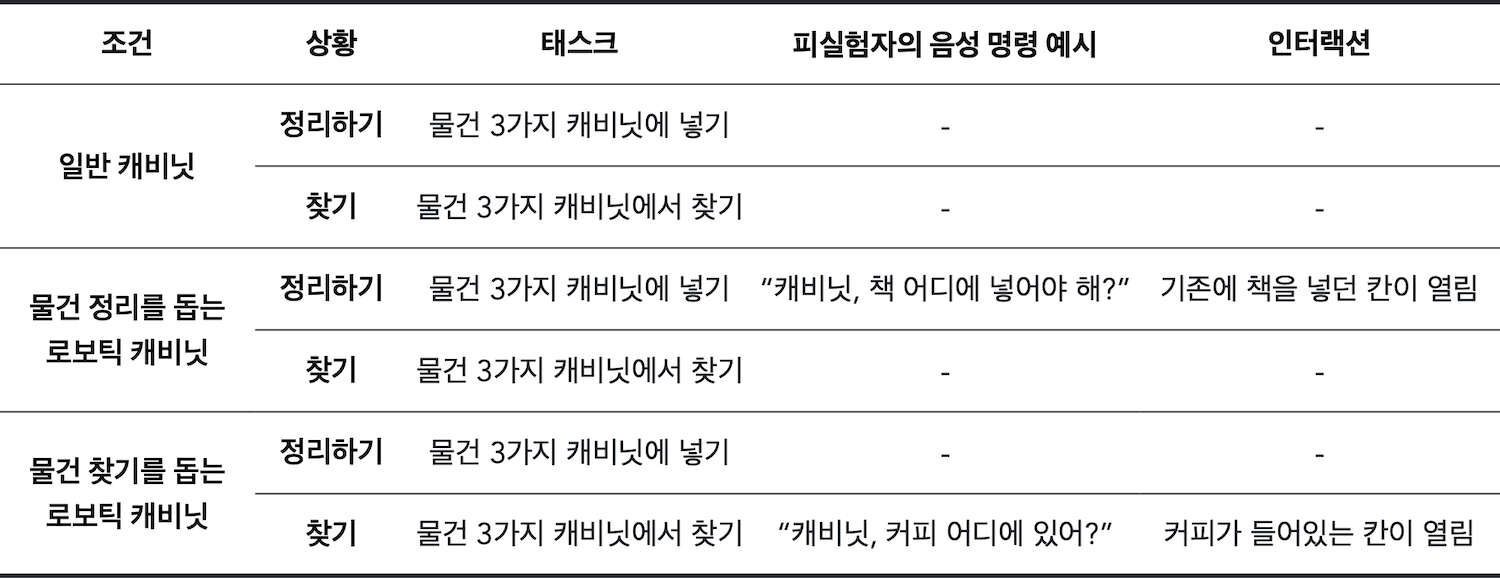 조건 상황 태스크 피실험자의 음성 명령 예시 인터랙션
일반 캐비닛
정리하기 물건 3가지 캐비닛에 넣기 - -
찾기 물건 3가지 캐비닛에서 찾기 - -
물건 정리를 돕는
로보틱 캐비닛
정리하기 물건 3가지 캐비닛에 넣기 “캐비닛, 책 어디에 넣어야 해?” 기존에 책을 넣던 칸이 열림
찾기 물건 3가지 캐비닛에서 찾기 - -
물건 찾기를 돕는
로보틱 캐비닛
정리하기 물건 3가지 캐비닛에 넣기 - -
찾기 물건 3가지 캐비닛에서 찾기 “캐비닛, 커피 어디에 있어?” 커피가 들어있는 칸이 열림